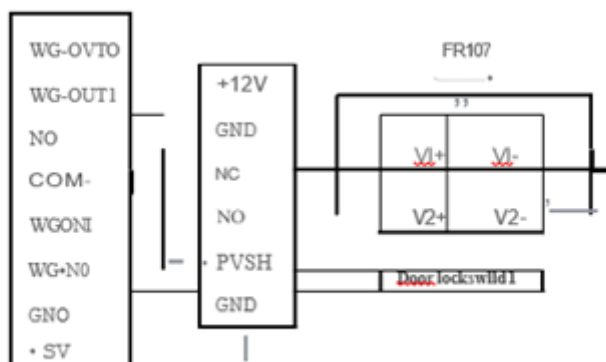 WG-OVTO
WG-OUT1
NO
COM-
WGONI
WG•N0
GNO
• SV
+12V
GND
NC
NO
• PVSH
GND
FR107
VI+ VI-
V2+ V2-
Door lockswlld1